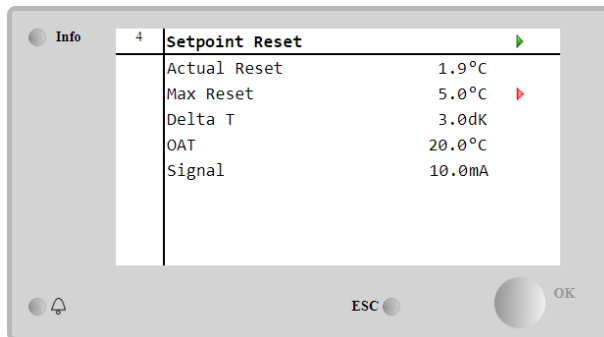 Info
4 Setpoint Reset
Actual Reset 1.9°C
Max Reset 5.0°C
Delta T 3.0dK
OAT 20.0°C
Signal 10.0mA
ESC OK